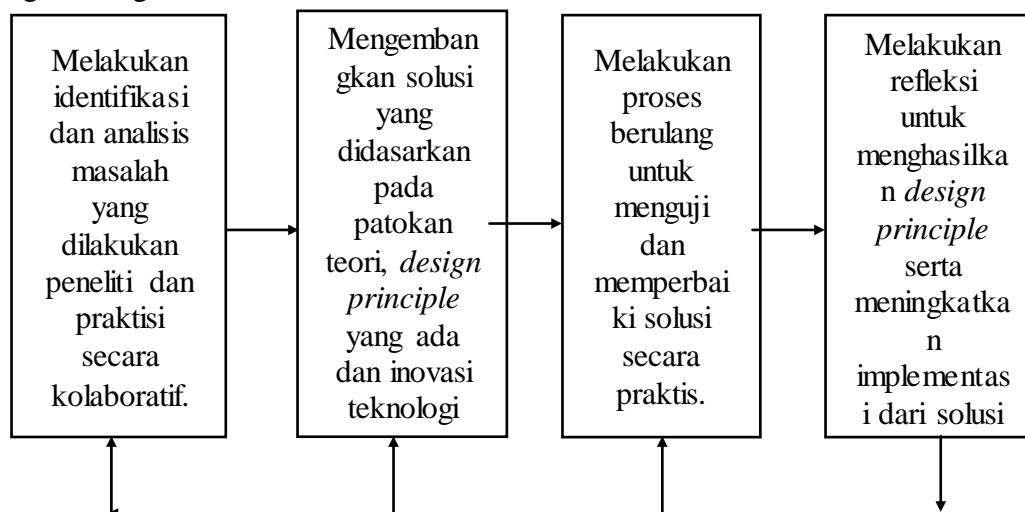 Melakukan
identifikasi
dan analisis
masalah
yang
dilakukan
peneliti dan
praktisi
secara
kolaboratif.
Mengemban
gkan solusi
yang
didasarkan
pada
patokan
teori, design
principle
yang ada
dan inovasi
teknologi
Melakukan
proses
berulang
untuk
menguji
dan
memperbai
ki solusi
secara
praktis.
Melakukan
refleksi
untuk
menghasilka
n design
principle
serta
meningkatka
n
implementas
i dari solusi